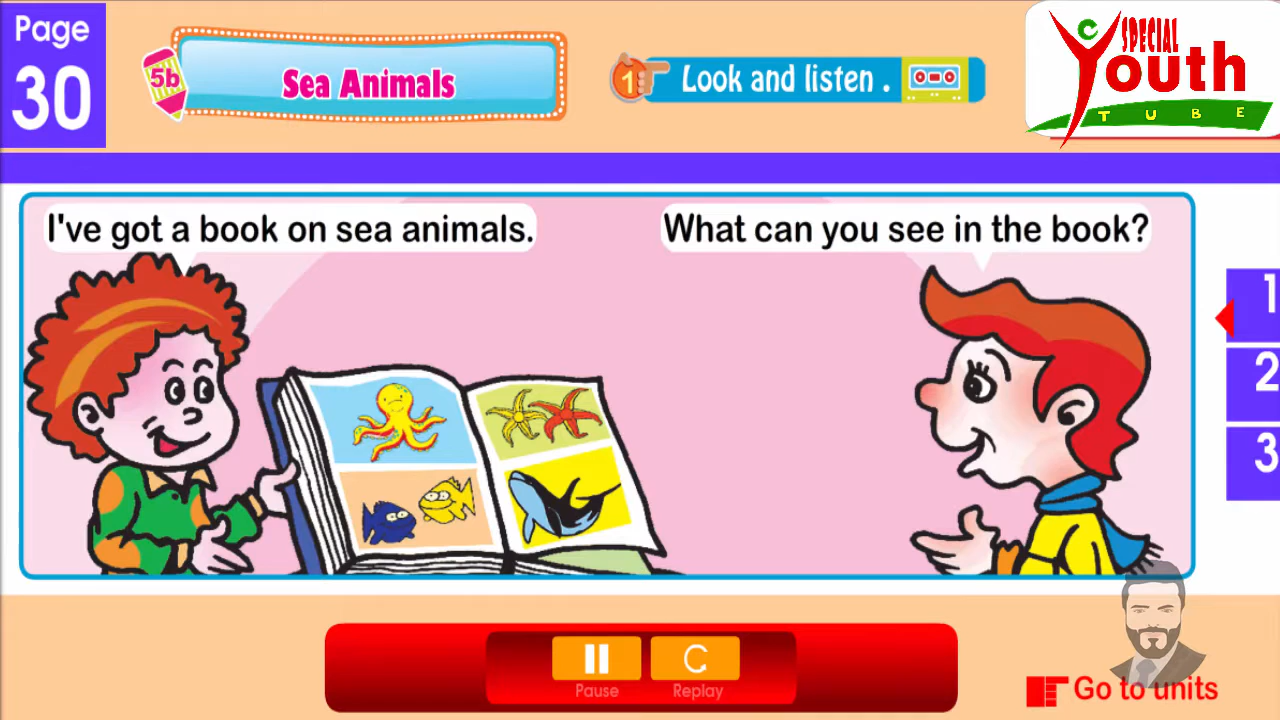 Page
30
5b
Sea Animals
1
Look and listen .
C
SPECIAL
Youth
TUBE
I've got a book on sea animals.
What can you see in the book?
1
2
3
Pause
Replay
Go to units